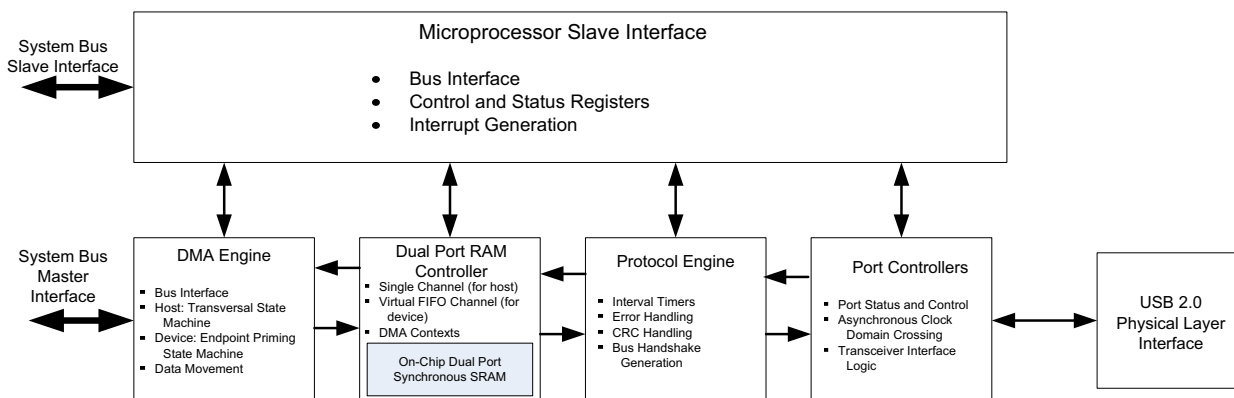 Microprocessor Slave Interface
System Bus
Slave Interface
• Bus Interface
• Control and Status Registers
• Interrupt Generation
System Bus
Master
Interface
DMA Engine
▪ Bus Interface
▪ Host: Transversal State
Machine
▪ Device: Endpoint Priming
State Machine
▪ Data Movement
Dual Port RAM
Controller
▪ Single Channel (for host)
▪ Virtual FIFO Channel (for
device)
▪ DMA Contexts
On-Chip Dual Port
Synchronous SRAM
Protocol Engine
▪ Interval Timers
▪ Error Handling
▪ CRC Handling
▪ Bus Handshake
Generation
Port Controllers
▪ Port Status and Control
▪ Asynchronous Clock
Domain Crossing
▪ Transceiver Interface
Logic
USB 2.0
Physical Layer
Interface